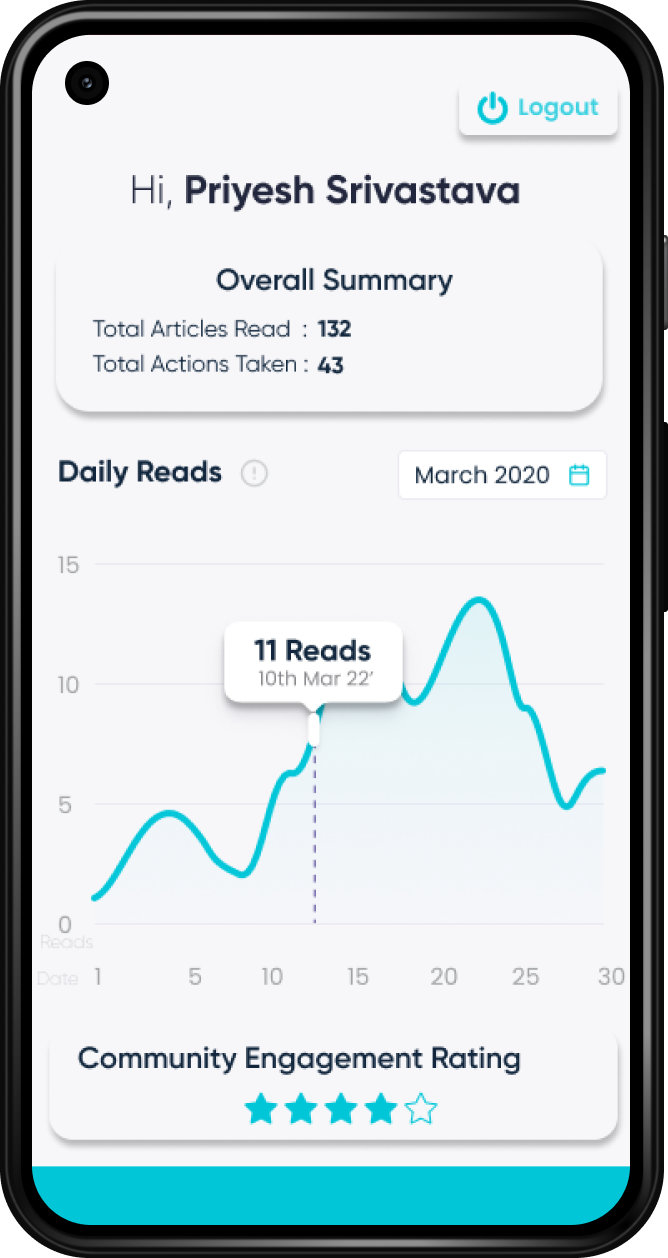 Logout
Hi, Priyesh Srivastava
Overall Summary
Total Articles Read : 132
Total Actions Taken : 43
Daily Reads
March 2020
15
11 Reads
10th Mar 22’
10
5
0
Reads
Date 1 5 10 15 20 25 30
Community Engagement Rating